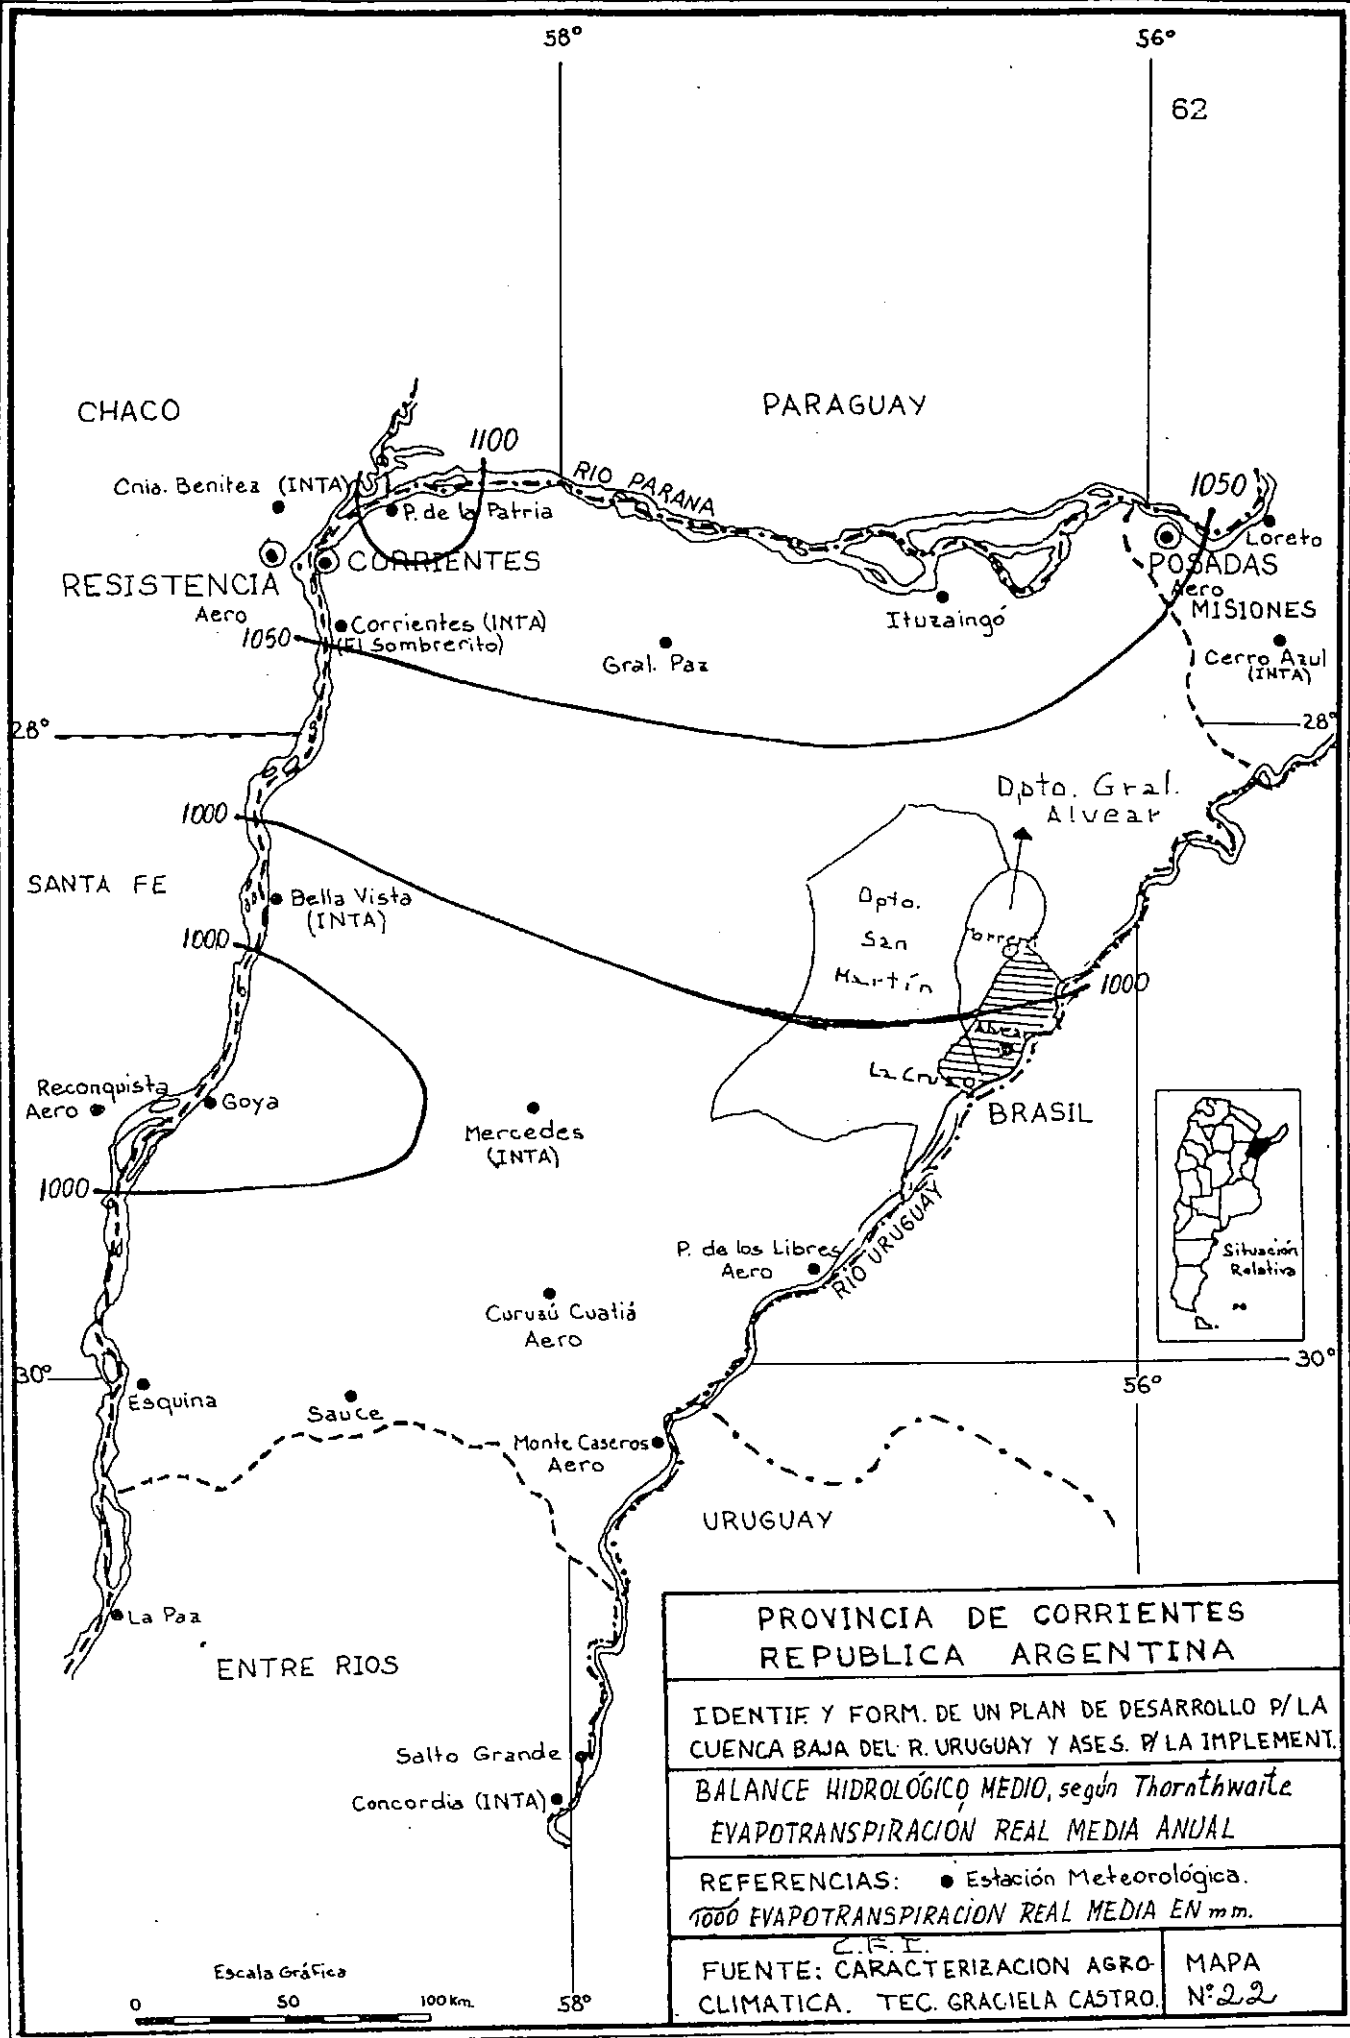 58°
56°
62
CHACO
PARAGUAY
1100
Cnia. Benitez (INTA)
RIO PARANA
1050
P. de la Patria
Loreto
CORRIENTES
POSADAS
RESISTENCIA
Aero
Aero
MISIONES
Ituzaingó
1050
Corrientes (INTA)
(El Sombrerito)
Gral. Paz
Cerro Azul
(INTA)
28°
28°
Dpto. Gral.
Alvear
1000
SANTA FE
Bella Vista
(INTA)
Dpto.
San
Martín
1000
1000
La Cruz
Reconquista
Aero
Goya
BRASIL
Mercedes
(INTA)
1000
P. de los Libres
Aero
RIO URUGUAY
Situación
Relativa
Curuzú Cuatiá
Aero
30°
30°
56°
Esquina
Sauce
Monte Caseros
Aero
URUGUAY
La Paz
ENTRE RIOS
Salto Grande
Concordia (INTA)
PROVINCIA DE CORRIENTES
REPUBLICA ARGENTINA
IDENTIF. Y FORM. DE UN PLAN DE DESARROLLO P/LA
CUENCA BAJA DEL R. URUGUAY Y ASES. P/LA IMPLEMENT.
BALANCE HIDROLÓGICO MEDIO, según Thornthwaite
EVAPOTRANSPIRACIÓN REAL MEDIA ANUAL
REFERENCIAS: ● Estación Meteorológica.
1000 EVAPOTRANSPIRACIÓN REAL MEDIA EN mm.
C.F.I.
FUENTE: CARACTERIZACION AGRO-
CLIMATICA. TEC. GRACIELA CASTRO.
MAPA
N°22
Escala Gráfica
0 50 100 km.
58°